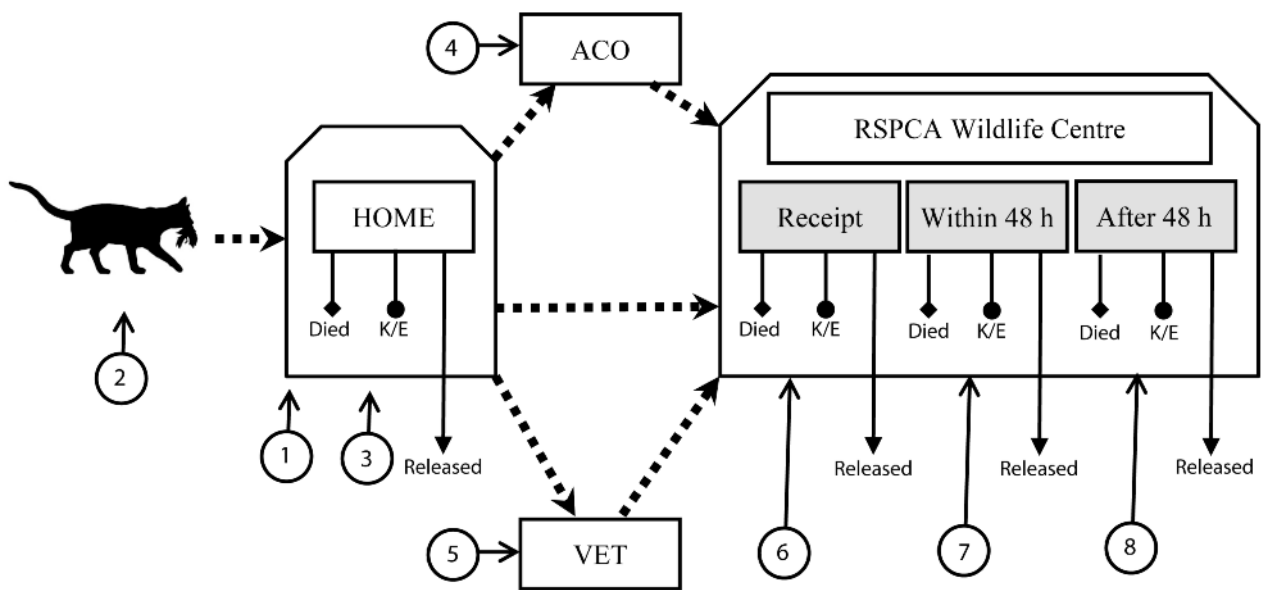 4
ACO
RSPCA Wildlife Centre
HOME
Receipt
Within 48 h
After 48 h
Died
K/E
Died
K/E
Died
K/E
Died
K/E
2
1
3
Released
Released
Released
Released
5
VET
6
7
8